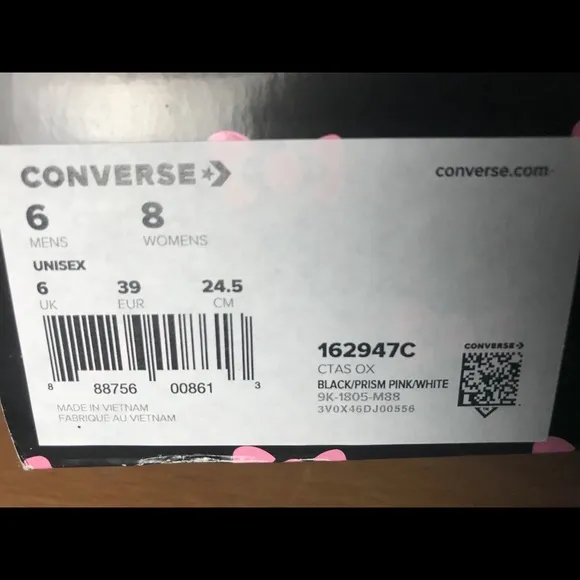 CONVERSE
converse.com
6 8
MENS WOMENS
UNISEX
6 39 24.5
UK EUR CM
8 88756 00861 3
MADE IN VIETNAM
FABRIQUÉ AU VIETNAM
CONVERSE
162947C
CTAS OX
BLACK/PRISM PINK/WHITE
9K-1805-M88
3V0X46DJ00556